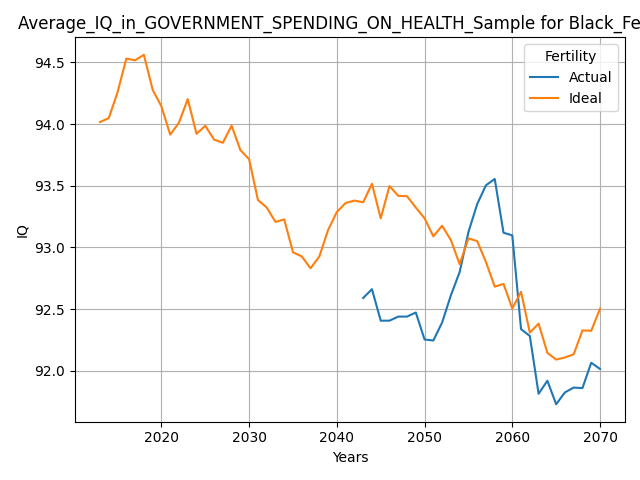 Average_IQ_in_GOVERNMENT_SPENDING_ON_HEALTH_Sample for Black_Fe
Fertility
Actual
Ideal
94.5
94.0
93.5
93.0
92.5
92.0
IQ
2020 2030 2040 2050 2060 2070
Years